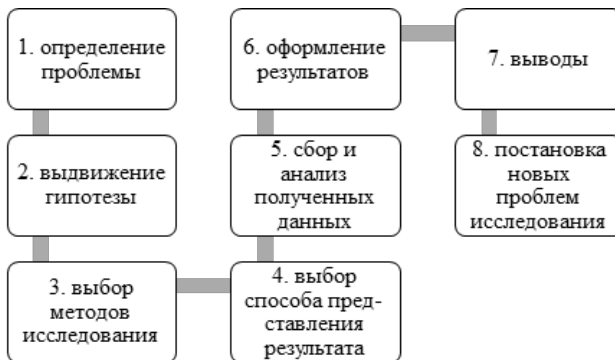 1. определение
проблемы
2. выдвижение
гипотезы
3. выбор
методов
исследования
4. выбор
способа пред-
ставления
результата
5. сбор и
анализ
полученных
данных
6. оформление
результатов
7. выводы
8. постановка
новых
проблем
исследования